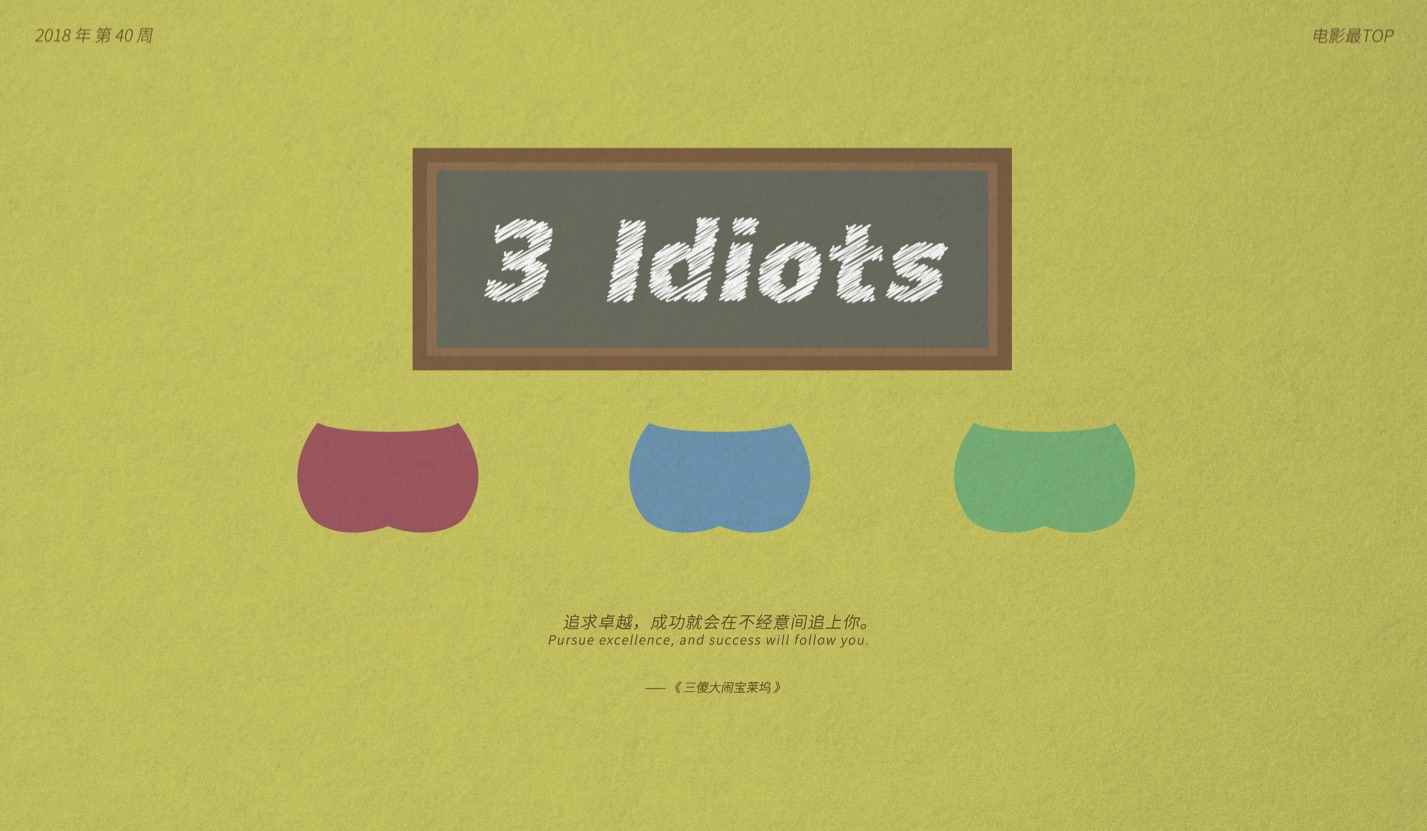 2018 年 第 40 周
电影最TOP
3 Idiots
追求卓越，成功就会在不经意间追上你。
Pursue excellence, and success will follow you.
—— 《 三傻大闹宝莱坞 》